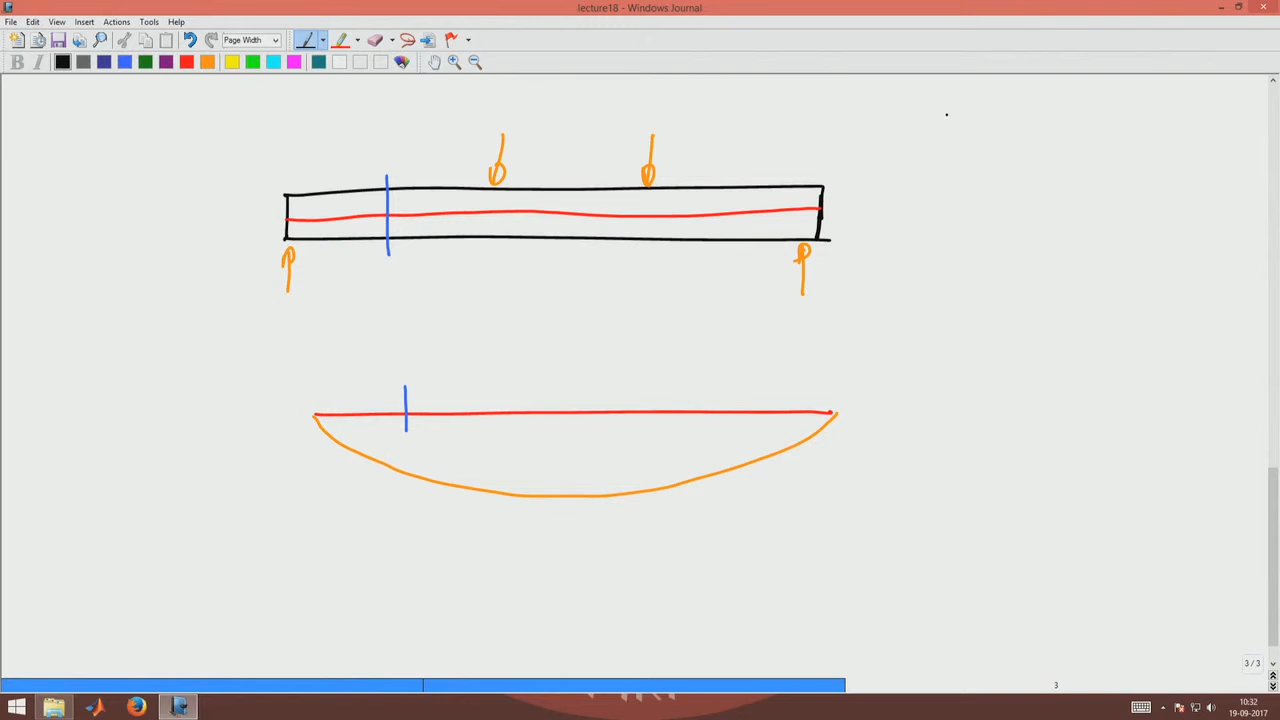 lecture18 - Windows Journal
File Edit View Insert Actions Tools Help
Page Width
B I
3 / 3
3
10:32
19-09-2017